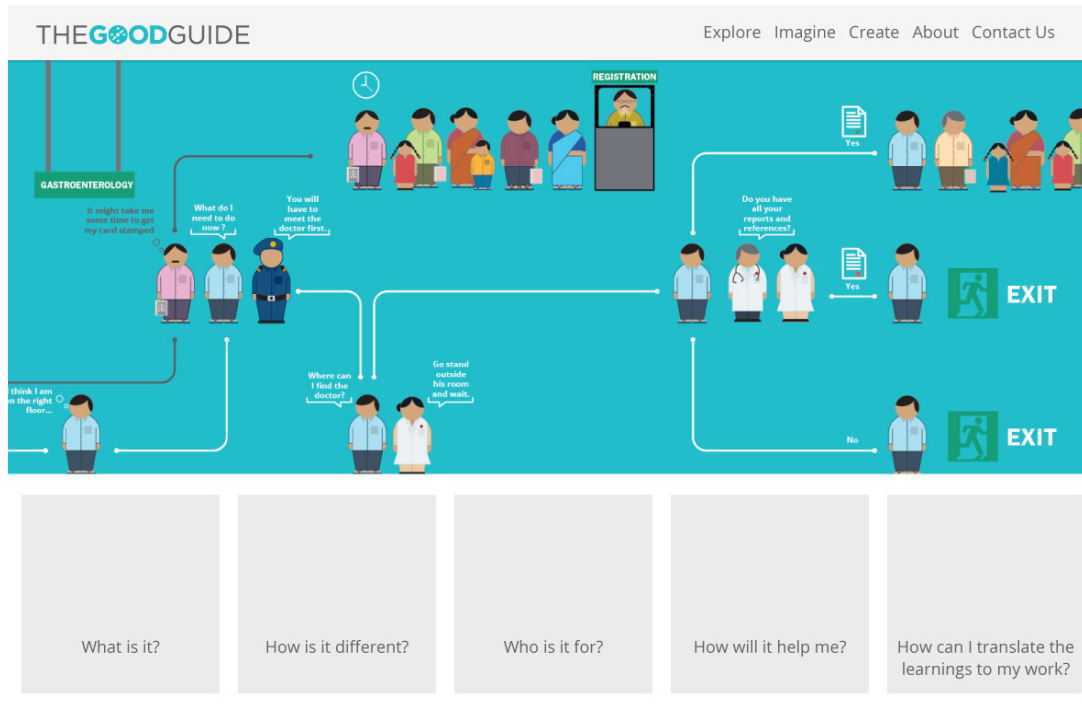 THEGOODGUIDE
Explore Imagine Create About Contact Us
REGISTRATION
Yes
GASTROENTEROLOGY
It might take me
some time to get
my card stamped
What do I
need to do
now ?
You will
have to
meet the
doctor first.
Do you have
all your
reports and
references?
Yes
EXIT
think I am
on the right
floor...
Where can
I find the
doctor?
Go stand
outside
his room
and wait.
No
EXIT
What is it?
How is it different?
Who is it for?
How will it help me?
How can I translate the
learnings to my work?